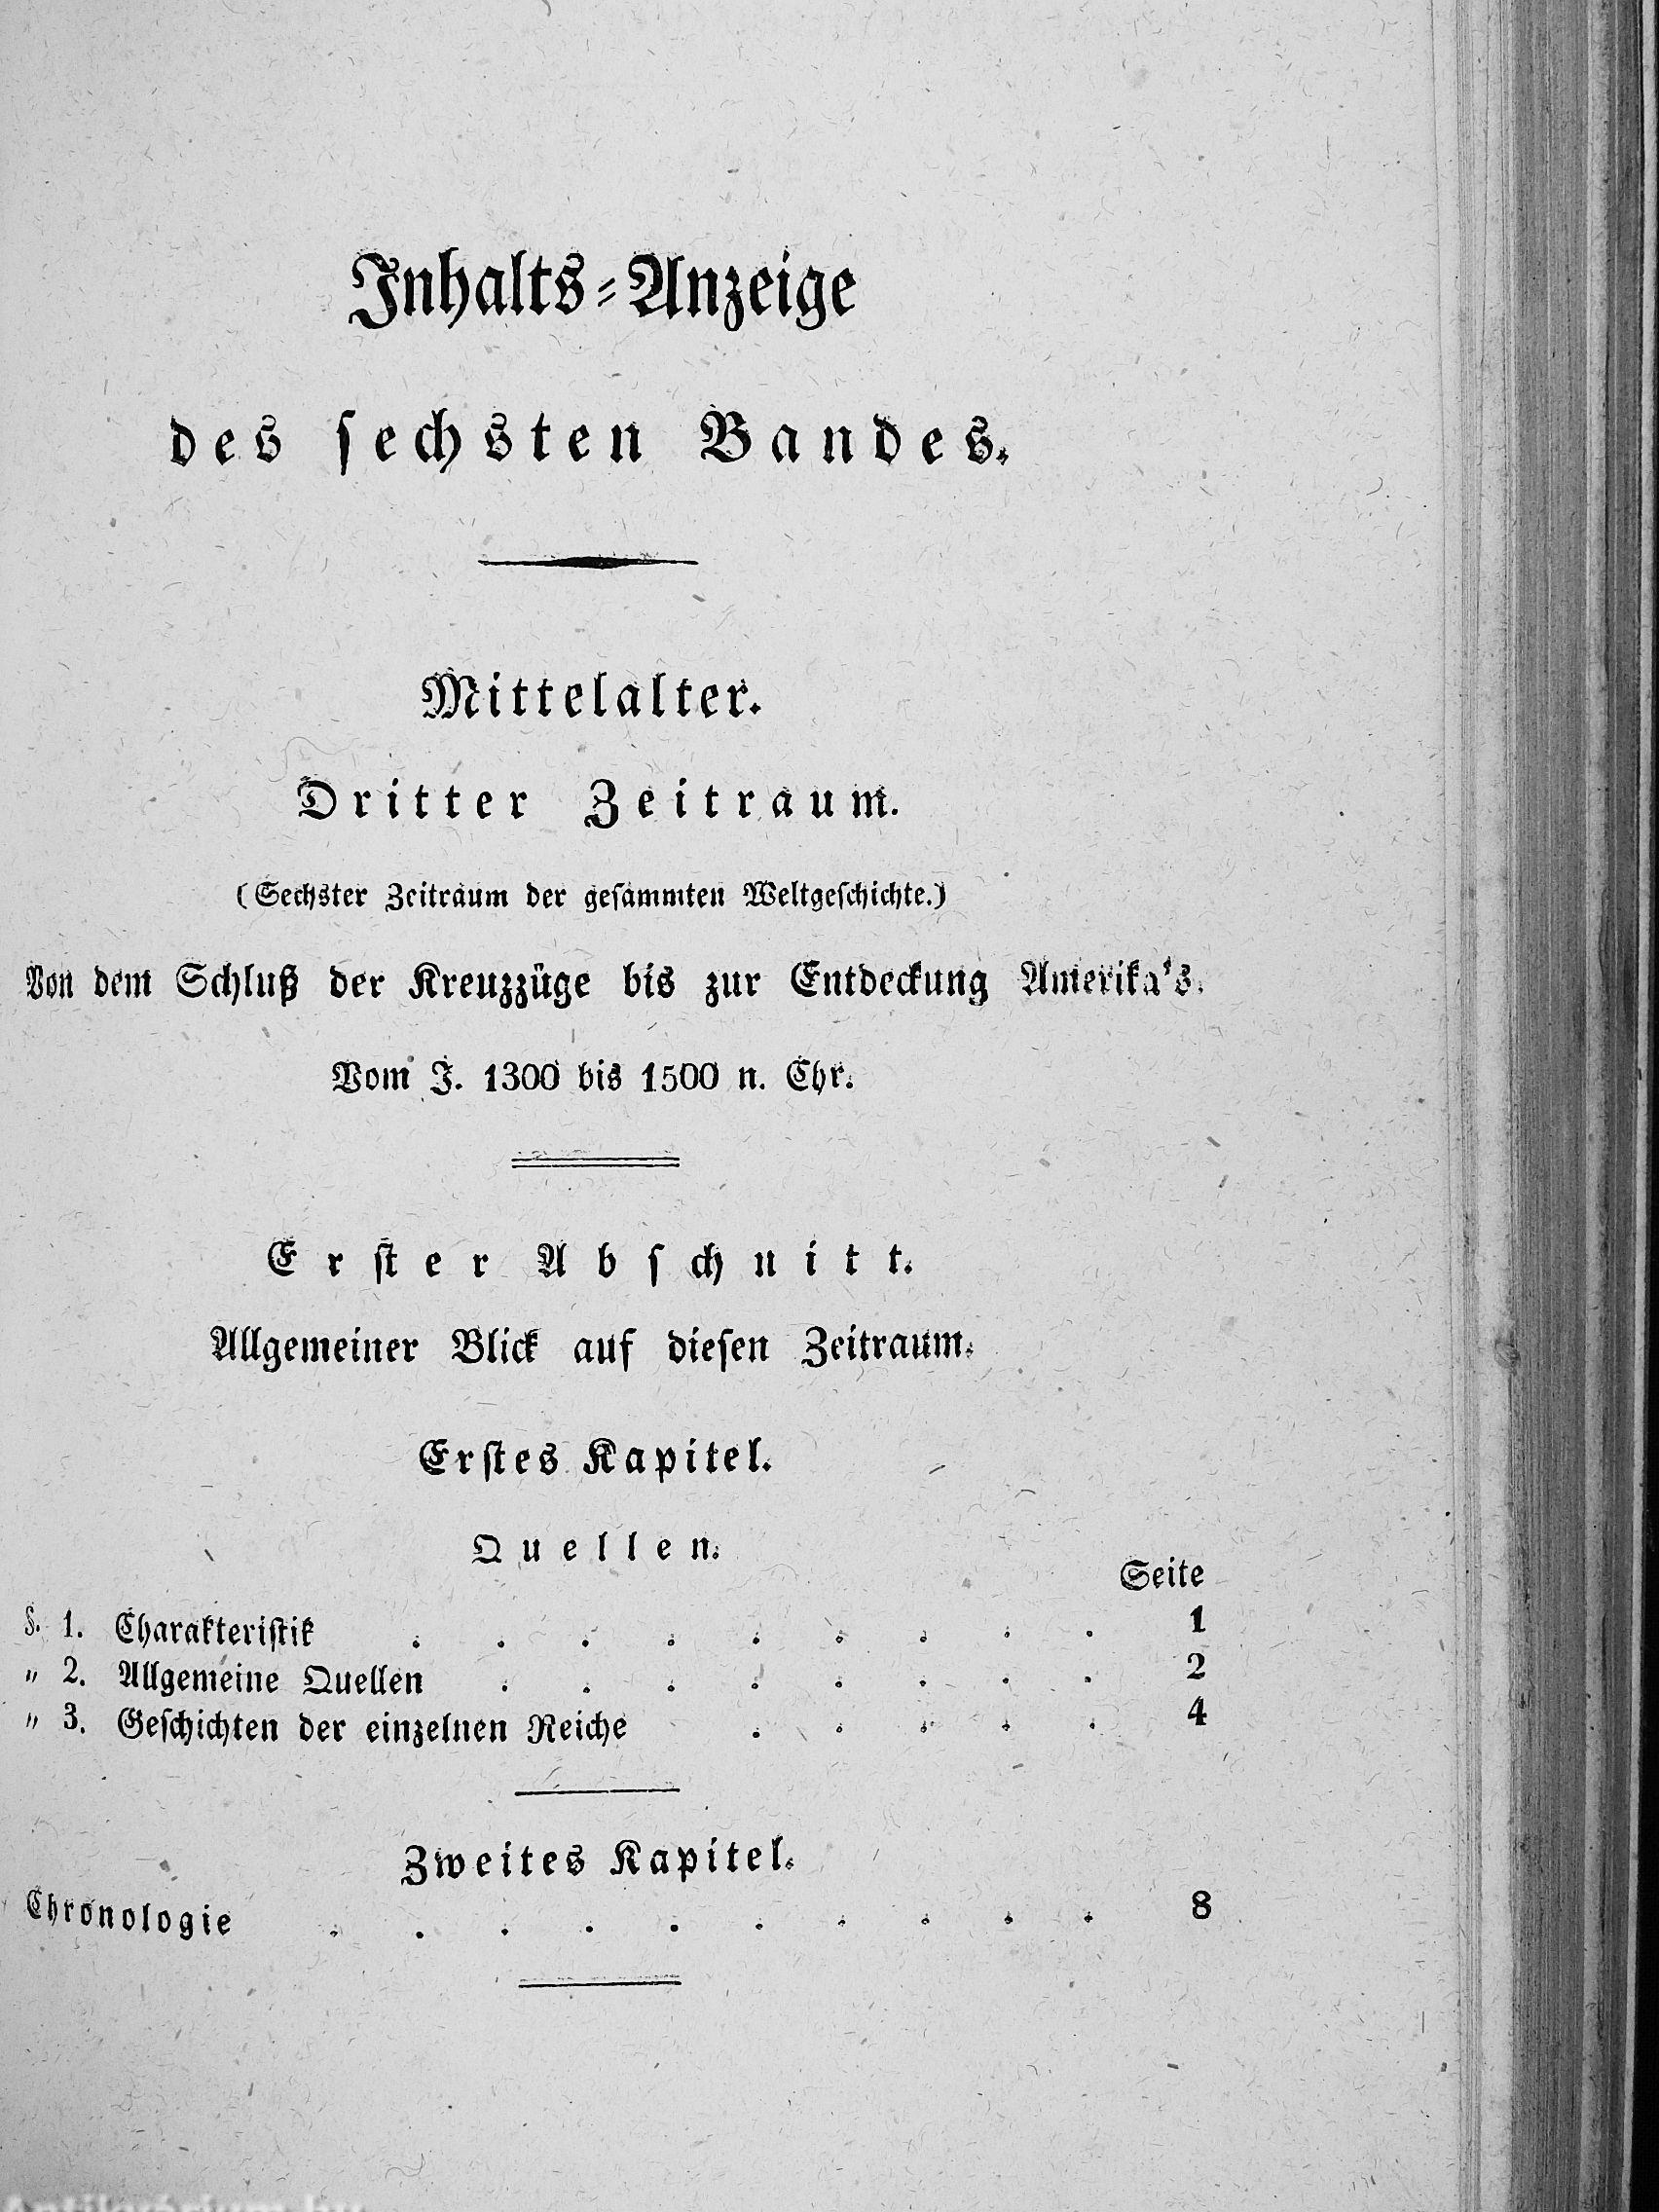 Inhalts-Anzeige
des sechsten Bandes.
Mittelalter.
Dritter Zeitraum.
(Sechster Zeitraum der gesammten Weltgeschichte.)
Von dem Schluß der Kreuzzüge bis zur Entdeckung Amerika's.
Vom J. 1300 bis 1500 n. Chr.
Erster Abschnitt.
Allgemeiner Blick auf diesen Zeitraum.
Erstes Kapitel.
Quellen.
Seite
§. 1. Charakteristik . . . . . . . . . 1
" 2. Allgemeine Quellen . . . . . . . . 2
" 3. Geschichten der einzelnen Reiche . . . . . 4
Zweites Kapitel.
Chronologie . . . . . . . . . . 8